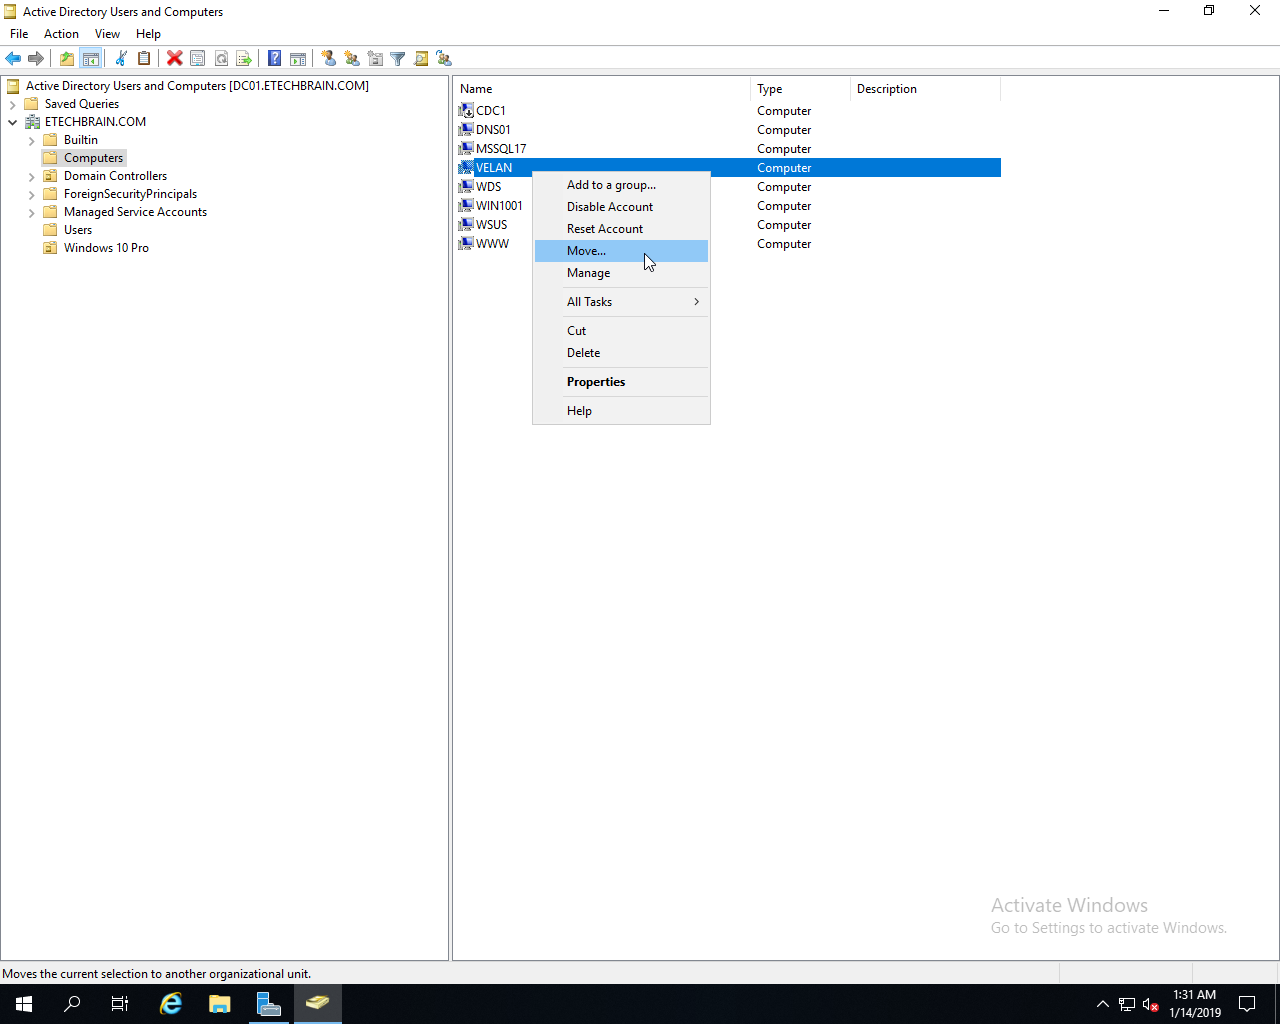 Active Directory Users and Computers
File Action View Help
Active Directory Users and Computers [DC01.ETECHBRAIN.COM]
Saved Queries
ETECHBRAIN.COM
Builtin
Computers
Domain Controllers
ForeignSecurityPrincipals
Managed Service Accounts
Users
Windows 10 Pro
Name Type Description
CDC1 Computer
DNS01 Computer
MSSQL17 Computer
VELAN Computer
WDS Computer
WIN1001 Computer
WSUS Computer
WWW Computer
Add to a group...
Disable Account
Reset Account
Move...
Manage
All Tasks
Cut
Delete
Properties
Help
Activate Windows
Go to Settings to activate Windows.
Moves the current selection to another organizational unit.
1:31 AM
1/14/2019